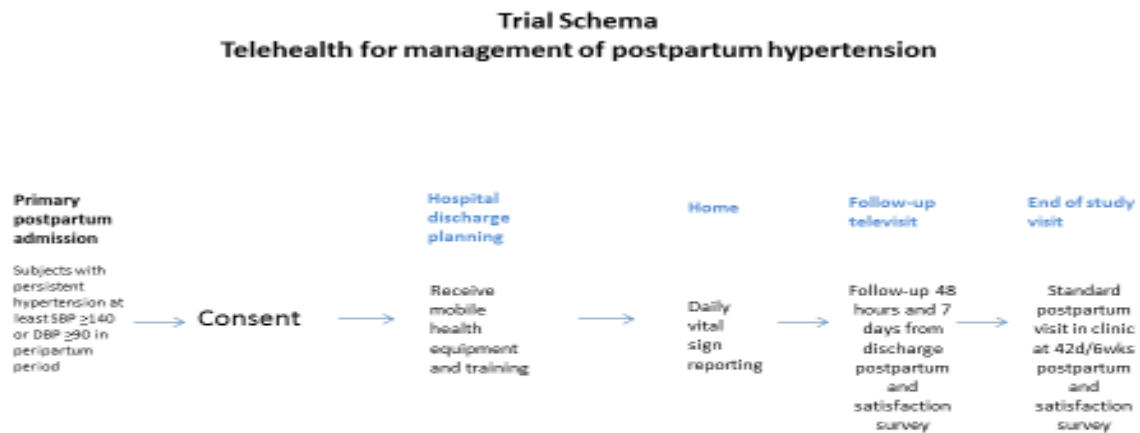 Trial Schema
Telehealth for management of postpartum hypertension
Primary
postpartum
admission
Subjects with
persistent
hypertension at
least SBP ≥140
or DBP ≥90 in
peripartum
period
Consent
Hospital
discharge
planning
Receive
mobile
health
equipment
and training
Home
Daily
vital
sign
reporting
Follow-up
televisit
Follow-up 48
hours and 7
days from
discharge
postpartum
and
satisfaction
survey
End of study
visit
Standard
postpartum
visit in clinic
at 42d/6wks
postpartum
and
satisfaction
survey